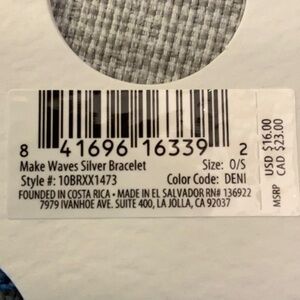 8 41696 16339 2
Make Waves Silver Bracelet Size: O/S
Style #: 10BRXX1473 Color Code: DENI
FOUNDED IN COSTA RICA • MADE IN EL SALVADOR RN# 136922
7979 IVANHOE AVE. SUITE 400, LA JOLLA, CA 92037
MSRP USD $16.00
CAD $23.00